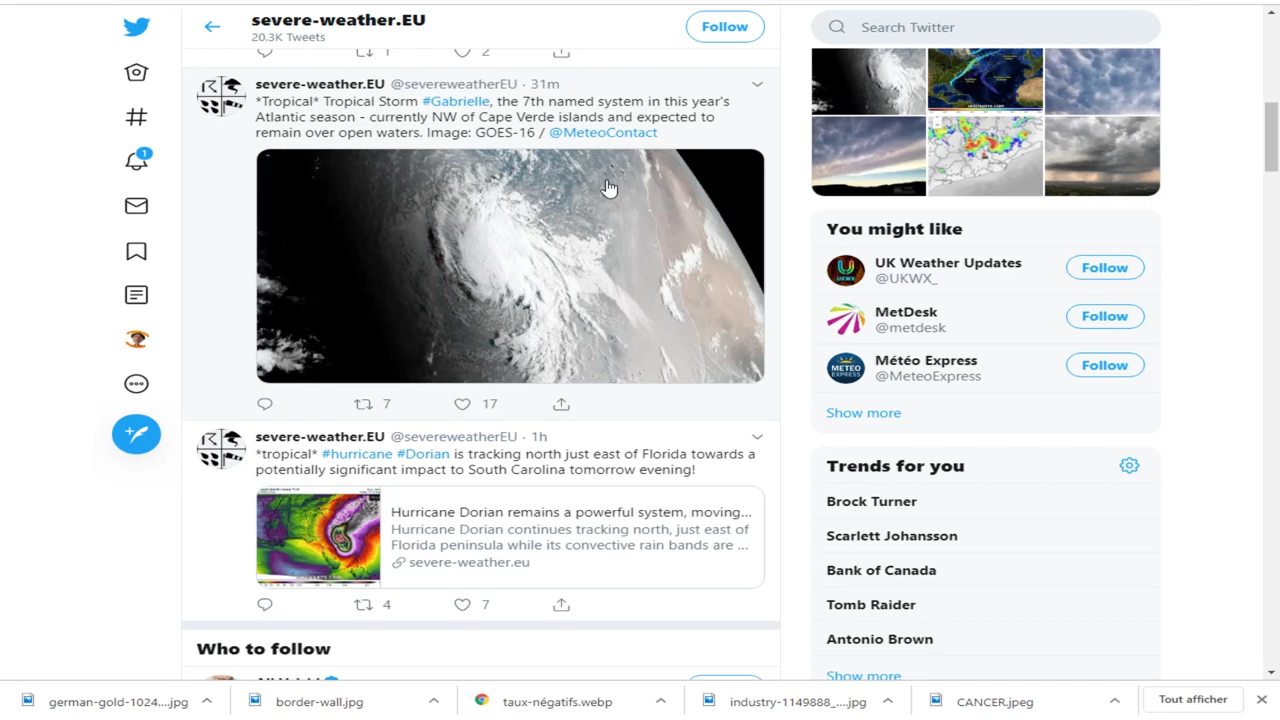 severe-weather.EU
20.3K Tweets
Follow
Search Twitter
1
2
severe-weather.EU @severeweatherEU · 31m
*Tropical* Tropical Storm #Gabrielle, the 7th named system in this year's
Atlantic season - currently NW of Cape Verde islands and expected to
remain over open waters. Image: GOES-16 / @MeteoContact
7
17
severe-weather.EU @severeweatherEU · 1h
*tropical* #hurricane #Dorian is tracking north just east of Florida towards a
potentially significant impact to South Carolina tomorrow evening!
Hurricane Dorian remains a powerful system, moving...
Hurricane Dorian continues tracking north, just east of
Florida peninsula while its convective rain bands are ...
severe-weather.eu
4
7
Who to follow
1
You might like
UK Weather Updates
@UKWX_
Follow
MetDesk
@metdesk
Follow
METEO
EXPRESS
Météo Express
@MeteoExpress
Follow
Show more
Trends for you
Brock Turner
Scarlett Johansson
Bank of Canada
Tomb Raider
Antonio Brown
Show more
german-gold-1024....jpg
border-wall.jpg
taux-négatifs.webp
industry-1149888_....jpg
CANCER.jpeg
Tout afficher